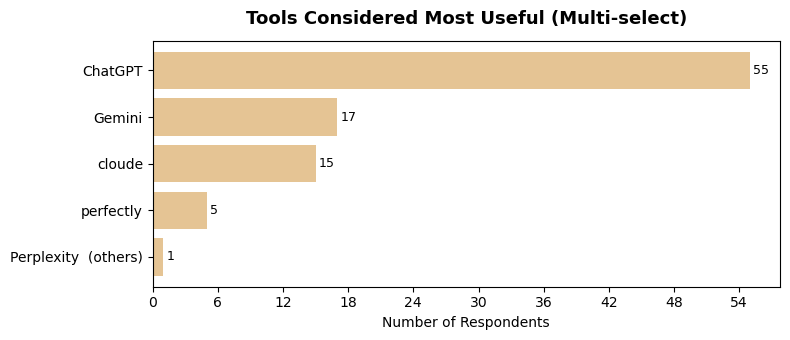 Tools Considered Most Useful (Multi-select)
ChatGPT
55
Gemini
17
cloude
15
perfectly
5
Perplexity  (others)
1
0 6 12 18 24 30 36 42 48 54
Number of Respondents